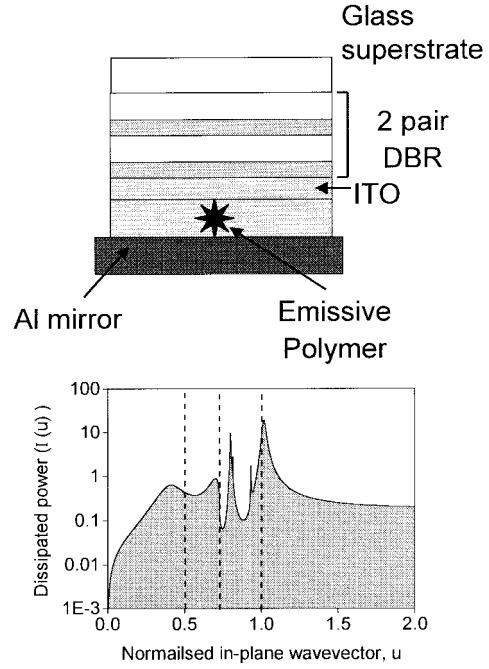 Glass
superstrate
2 pair
DBR
ITO
Al mirror
Emissive
Polymer
Dissipated power (I (u) )
100
10
1
0.1
0.01
1E-3
0.0 0.5 1.0 1.5 2.0
Normailsed in-plane wavevector, u